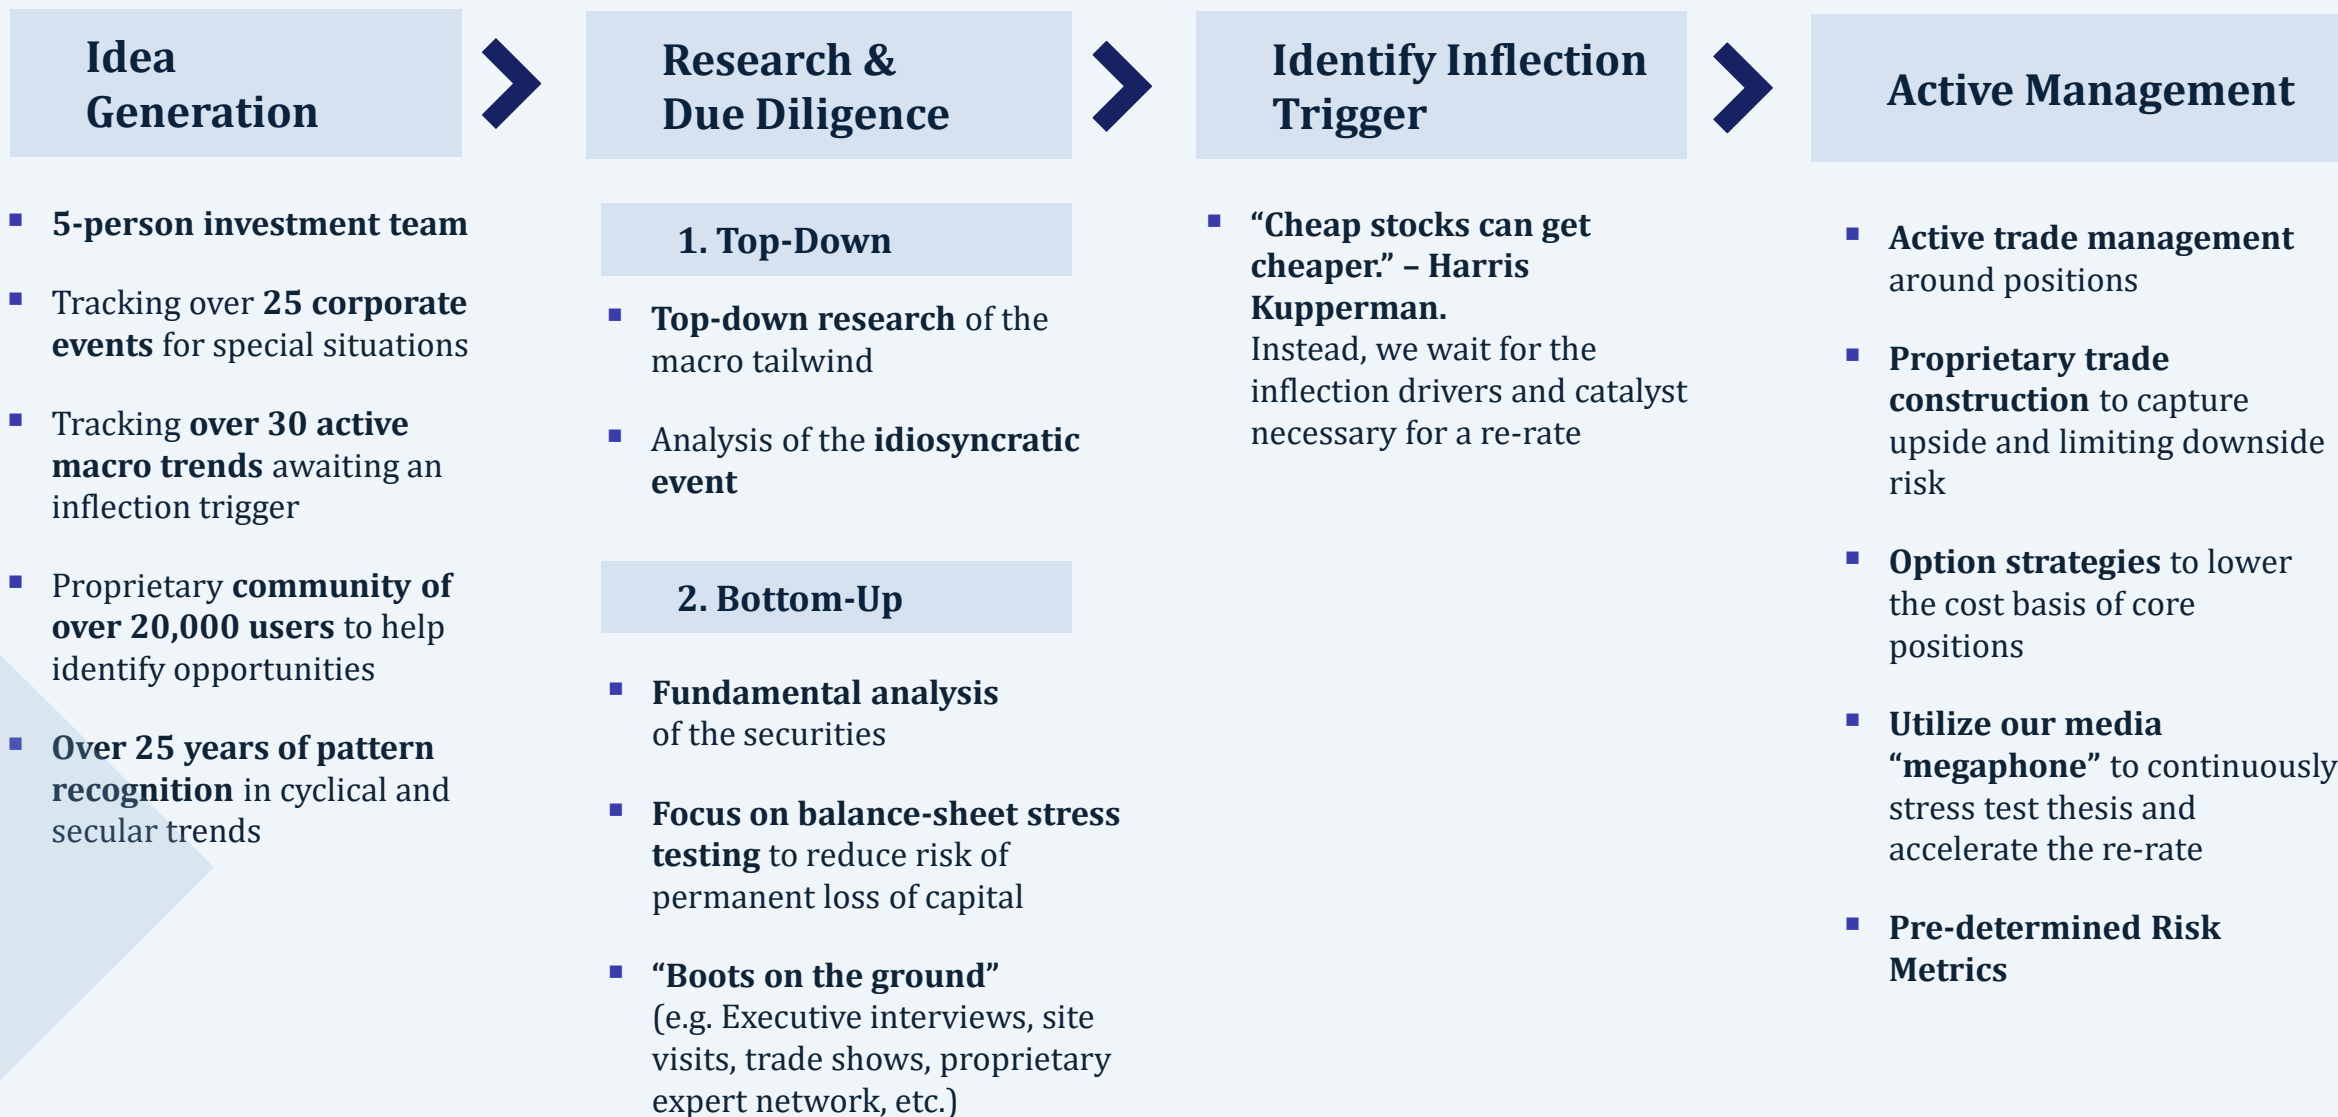 Idea
Generation
5-person investment team
Tracking over 25 corporate
events for special situations
Tracking over 30 active
macro trends awaiting an
inflection trigger
Proprietary community of
over 20,000 users to help
identify opportunities
Over 25 years of pattern
recognition in cyclical and
secular trends
Research &
Due Diligence
1. Top-Down
Top-down research of the
macro tailwind
Analysis of the idiosyncratic
event
2. Bottom-Up
Fundamental analysis
of the securities
Focus on balance-sheet stress
testing to reduce risk of
permanent loss of capital
“Boots on the ground”
(e.g. Executive interviews, site
visits, trade shows, proprietary
expert network, etc.)
Identify Inflection
Trigger
“Cheap stocks can get
cheaper.” – Harris
Kupperman.
Instead, we wait for the
inflection drivers and catalyst
necessary for a re-rate
Active Management
Active trade management
around positions
Proprietary trade
construction to capture
upside and limiting downside
risk
Option strategies to lower
the cost basis of core
positions
Utilize our media
“megaphone” to continuously
stress test thesis and
accelerate the re-rate
Pre-determined Risk
Metrics